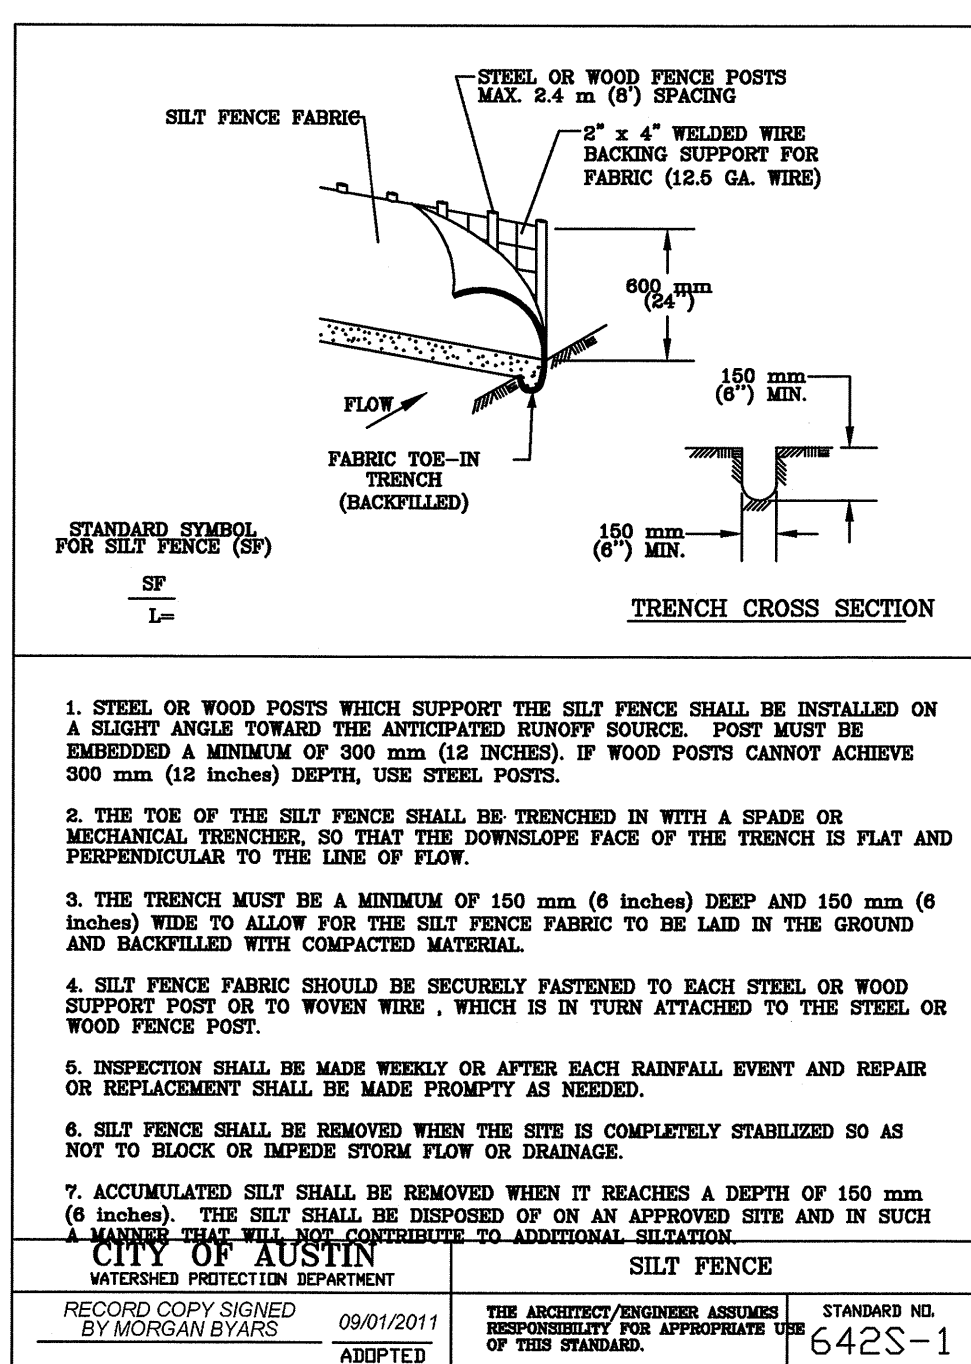 STEEL OR WOOD FENCE POSTS
MAX. 2.4 m (8') SPACING
SILT FENCE FABRIC
2" x 4" WELDED WIRE
BACKING SUPPORT FOR
FABRIC (12.5 GA. WIRE)
600 mm
(24")
150 mm
(6") MIN.
FLOW
FABRIC TOE-IN
TRENCH
(BACKFILLED)
STANDARD SYMBOL
FOR SILT FENCE (SF)
150 mm
(6") MIN.
SF
L=
TRENCH CROSS SECTION
1. STEEL OR WOOD POSTS WHICH SUPPORT THE SILT FENCE SHALL BE INSTALLED ON
A SLIGHT ANGLE TOWARD THE ANTICIPATED RUNOFF SOURCE. POST MUST BE
EMBEDDED A MINIMUM OF 300 mm (12 INCHES). IF WOOD POSTS CANNOT ACHIEVE
300 mm (12 inches) DEPTH, USE STEEL POSTS.
2. THE TOE OF THE SILT FENCE SHALL BE TRENCHED IN WITH A SPADE OR
MECHANICAL TRENCHER, SO THAT THE DOWNSLOPE FACE OF THE TRENCH IS FLAT AND
PERPENDICULAR TO THE LINE OF FLOW.
3. THE TRENCH MUST BE A MINIMUM OF 150 mm (6 inches) DEEP AND 150 mm (6
inches) WIDE TO ALLOW FOR THE SILT FENCE FABRIC TO BE LAID IN THE GROUND
AND BACKFILLED WITH COMPACTED MATERIAL.
4. SILT FENCE FABRIC SHOULD BE SECURELY FASTENED TO EACH STEEL OR WOOD
SUPPORT POST OR TO WOVEN WIRE , WHICH IS IN TURN ATTACHED TO THE STEEL OR
WOOD FENCE POST.
5. INSPECTION SHALL BE MADE WEEKLY OR AFTER EACH RAINFALL EVENT AND REPAIR
OR REPLACEMENT SHALL BE MADE PROMPTY AS NEEDED.
6. SILT FENCE SHALL BE REMOVED WHEN THE SITE IS COMPLETELY STABILIZED SO AS
NOT TO BLOCK OR IMPEDE STORM FLOW OR DRAINAGE.
7. ACCUMULATED SILT SHALL BE REMOVED WHEN IT REACHES A DEPTH OF 150 mm
(6 inches). THE SILT SHALL BE DISPOSED OF ON AN APPROVED SITE AND IN SUCH
A MANNER THAT WILL NOT CONTRIBUTE TO ADDITIONAL SILTATION.
CITY OF AUSTIN
WATERSHED PROTECTION DEPARTMENT
SILT FENCE
RECORD COPY SIGNED
BY MORGAN BYARS
09/01/2011
ADOPTED
THE ARCHITECT/ENGINEER ASSUMES
RESPONSIBILITY FOR APPROPRIATE USE
OF THIS STANDARD.
STANDARD NO.
642S-1